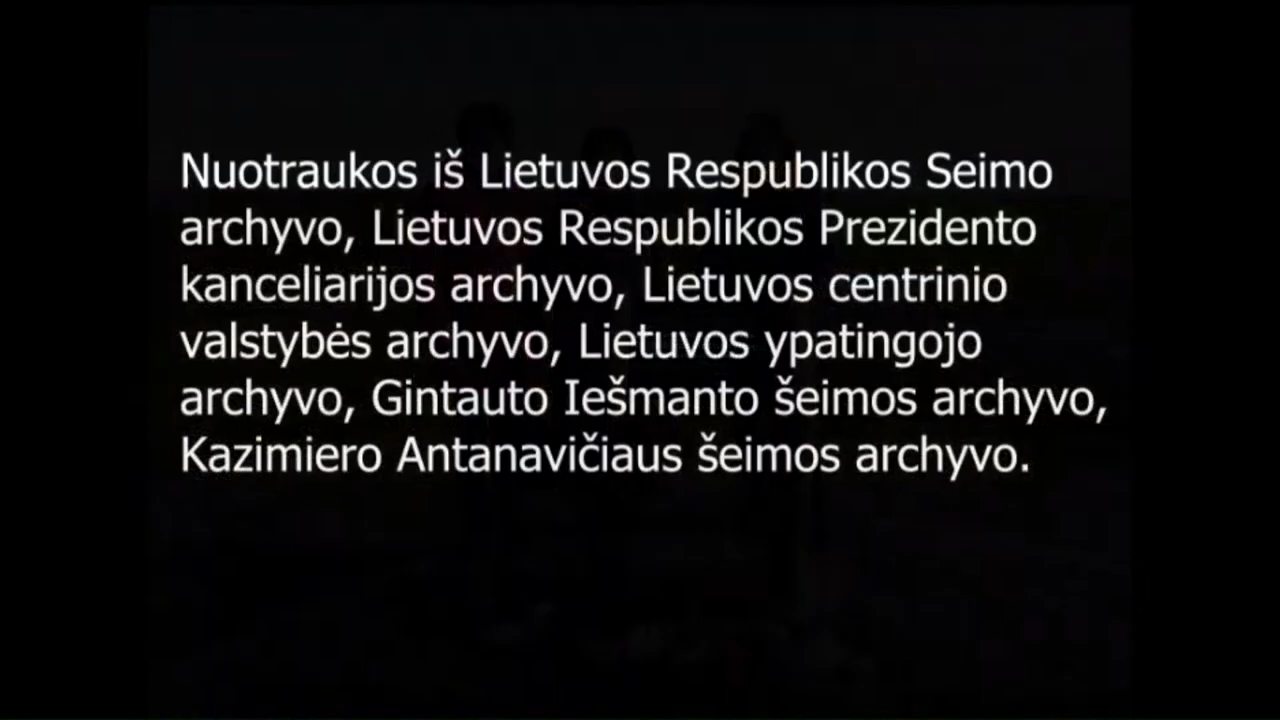 Nuotraukos iš Lietuvos Respublikos Seimo
archyvo, Lietuvos Respublikos Prezidento
kanceliarijos archyvo, Lietuvos centrinio
valstybės archyvo, Lietuvos ypatingojo
archyvo, Gintauto Iešmanto šeimos archyvo,
Kazimiero Antanavičiaus šeimos archyvo.